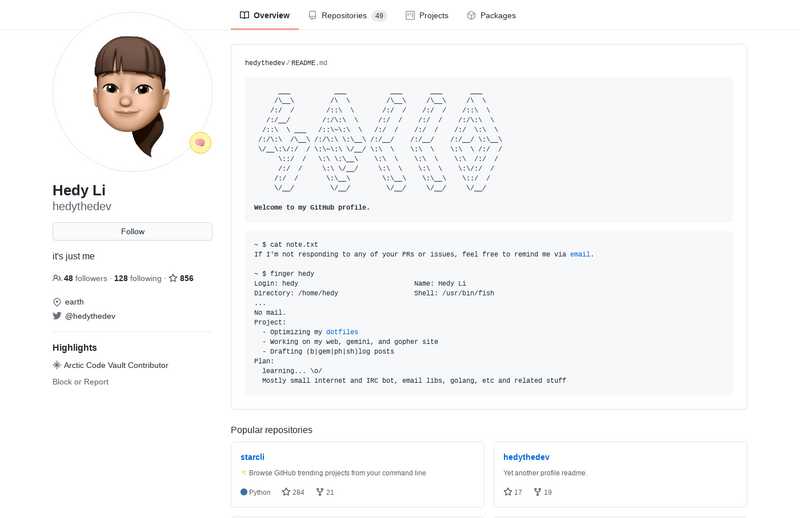 Overview
Repositories 49
Projects
Packages
Hedy Li
hedythedev
Follow
it's just me
48 followers · 128 following · 856
earth
@hedythedev
Highlights
Arctic Code Vault Contributor
Block or Report
hedythedev/README.md
Welcome to my GitHub profile.
~ $ cat note.txt
If I'm not responding to any of your PRs or issues, feel free to remind me via email.
~ $ finger hedy
Login: hedy Name: Hedy Li
Directory: /home/hedy Shell: /usr/bin/fish
...
No mail.
Project:
- Optimizing my dotfiles
- Working on my web, gemini, and gopher site
- Drafting (b|gem|ph|sh)log posts
Plan:
learning... \o/
Mostly small internet and IRC bot, email libs, golang, etc and related stuff
Popular repositories
starcli
Browse GitHub trending projects from your command line
Python 284 21
hedythedev
Yet another profile readme
17 19